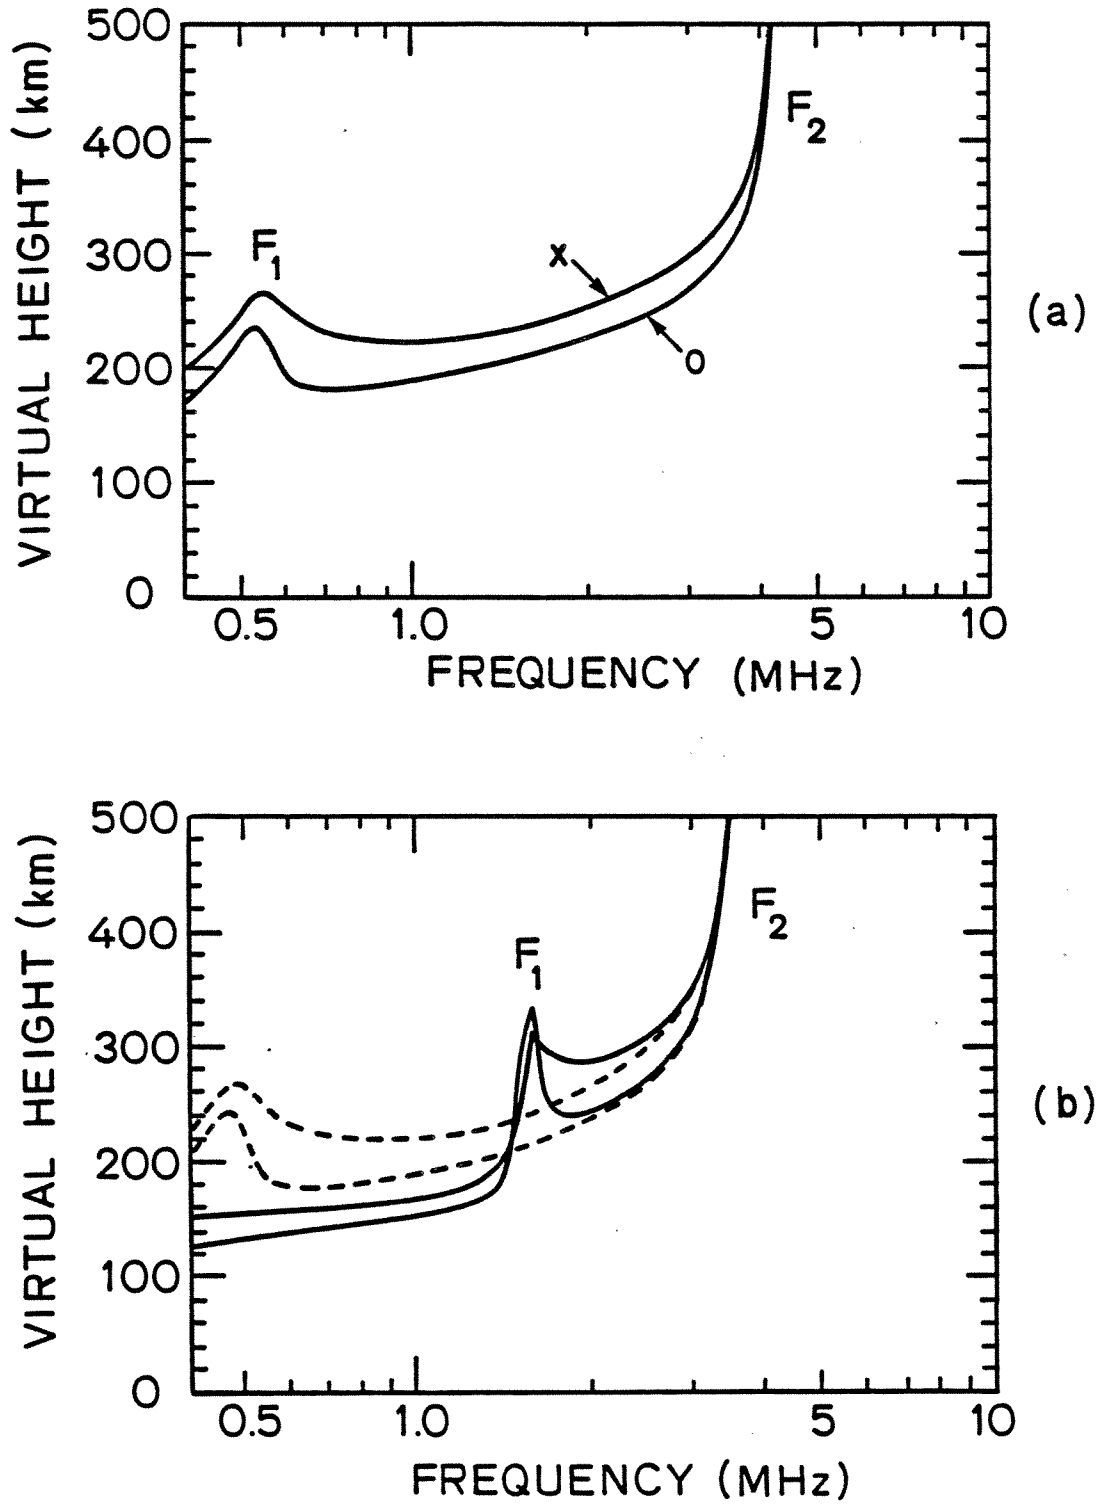 500
400
300
200
100
0
VIRTUAL HEIGHT (km)
F1
F2
X
O
(a)
0.5 1.0 5 10
FREQUENCY (MHz)
500
400
300
200
100
0
VIRTUAL HEIGHT (km)
F1
F2
(b)
0.5 1.0 5 10
FREQUENCY (MHz)